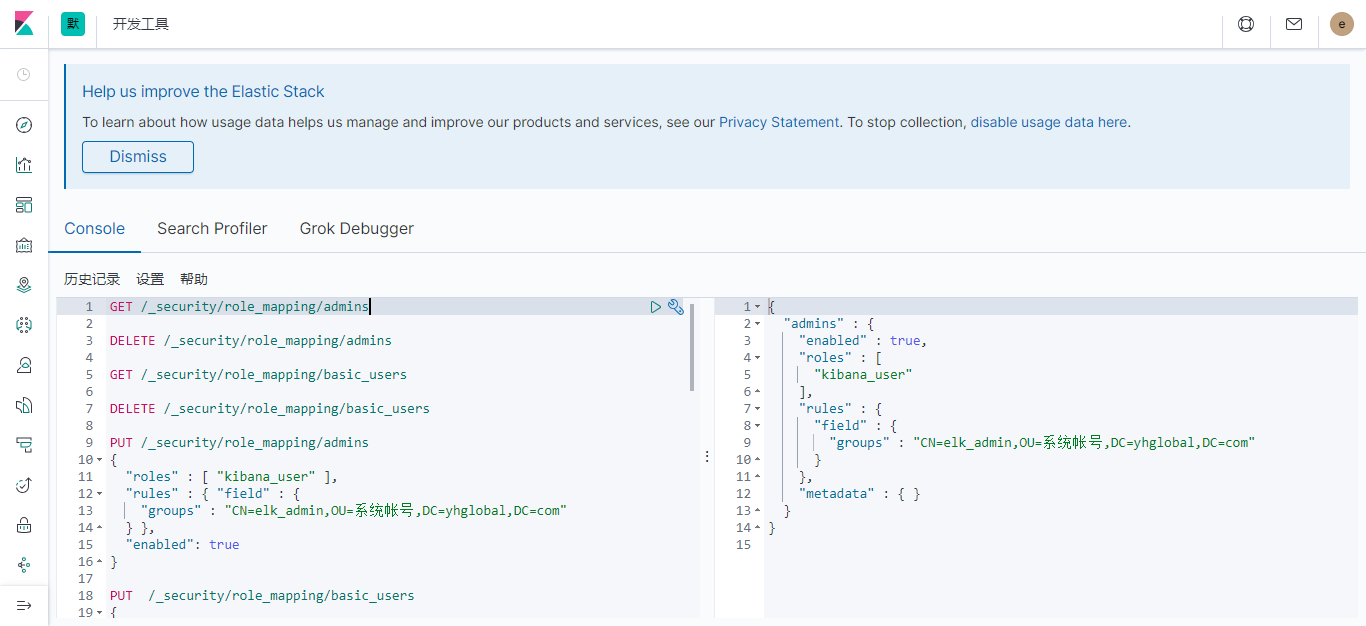 默
开发工具
e
Help us improve the Elastic Stack
To learn about how usage data helps us manage and improve our products and services, see our Privacy Statement. To stop collection, disable usage data here.
Dismiss
Console Search Profiler Grok Debugger
历史记录 设置 帮助
1 GET /_security/role_mapping/admins
2
3 DELETE /_security/role_mapping/admins
4
5 GET /_security/role_mapping/basic_users
6
7 DELETE /_security/role_mapping/basic_users
8
9 PUT /_security/role_mapping/admins
10 {
11 "roles" : [ "kibana_user" ],
12 "rules" : { "field" : {
13 "groups" : "CN=elk_admin,OU=系统帐号,DC=yhglobal,DC=com"
14 } },
15 "enabled": true
16 }
17
18 PUT /_security/role_mapping/basic_users
19 {
1 {
2 "admins" : {
3 "enabled" : true,
4 "roles" : [
5 "kibana_user"
6 ],
7 "rules" : {
8 "field" : {
9 "groups" : "CN=elk_admin,OU=系统帐号,DC=yhglobal,DC=com"
10 }
11 },
12 "metadata" : { }
13 }
14 }
15